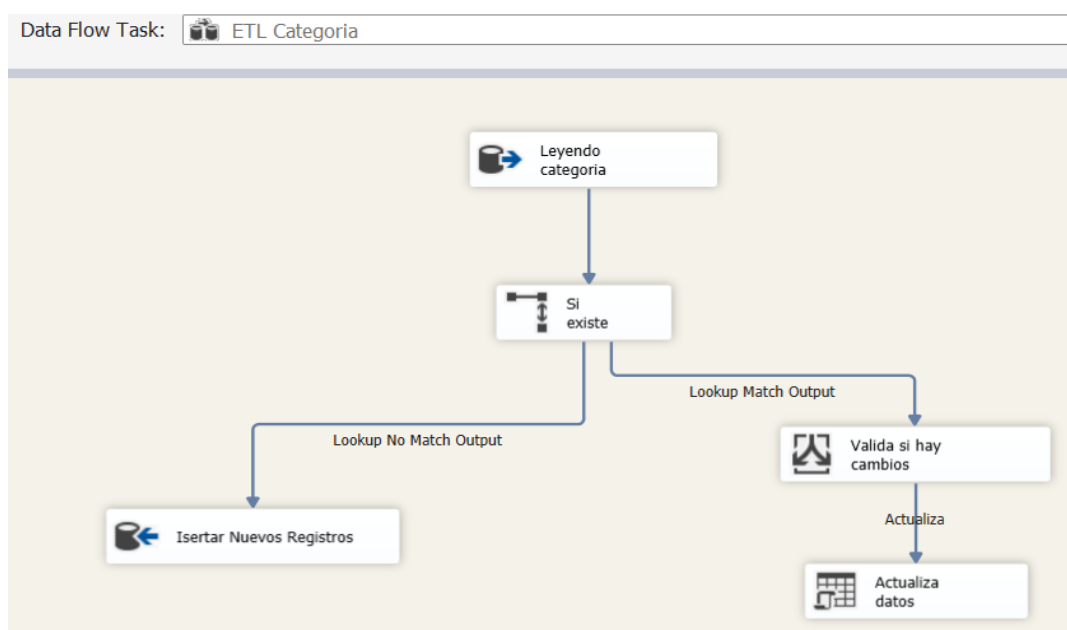 Data Flow Task: ETL Categoria
Leyendo
categoria
Si
existe
Lookup Match Output
Lookup No Match Output
Valida si hay
cambios
Actualiza
Isertar Nuevos Registros
Actualiza
datos